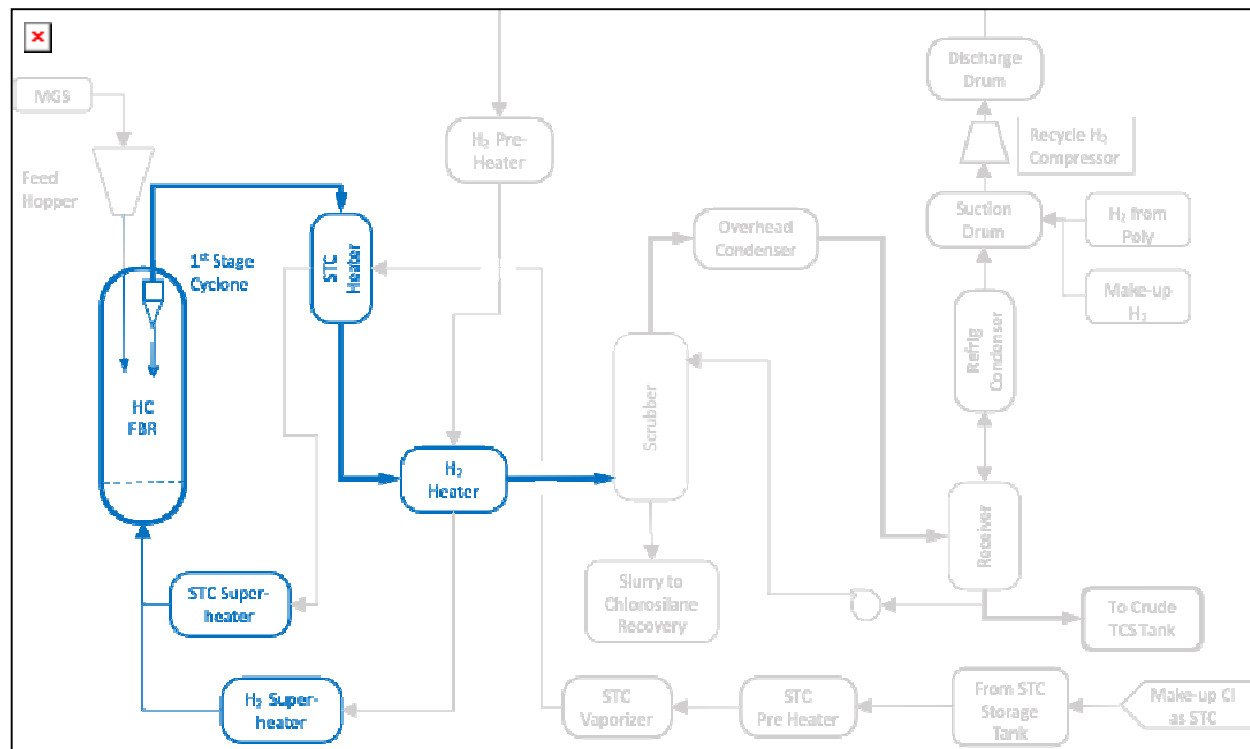 MGS
Feed
Hopper
1st Stage
Cyclone
HC
FBR
STC
Heater
H2 Pre-
Heater
H2
Heater
STC Super-
heater
H2 Super-
heater
Scrubber
Overhead
Condenser
Slurry to
Chlorosilane
Recovery
STC
Vaporizer
STC
Pre Heater
From STC
Storage
Tank
Make-up Cl
as STC
To Crude
TCS Tank
Receiver
Refrig
Condenser
Suction
Drum
H2 from
Poly
Make-up
H2
Recycle H2
Compressor
Discharge
Drum